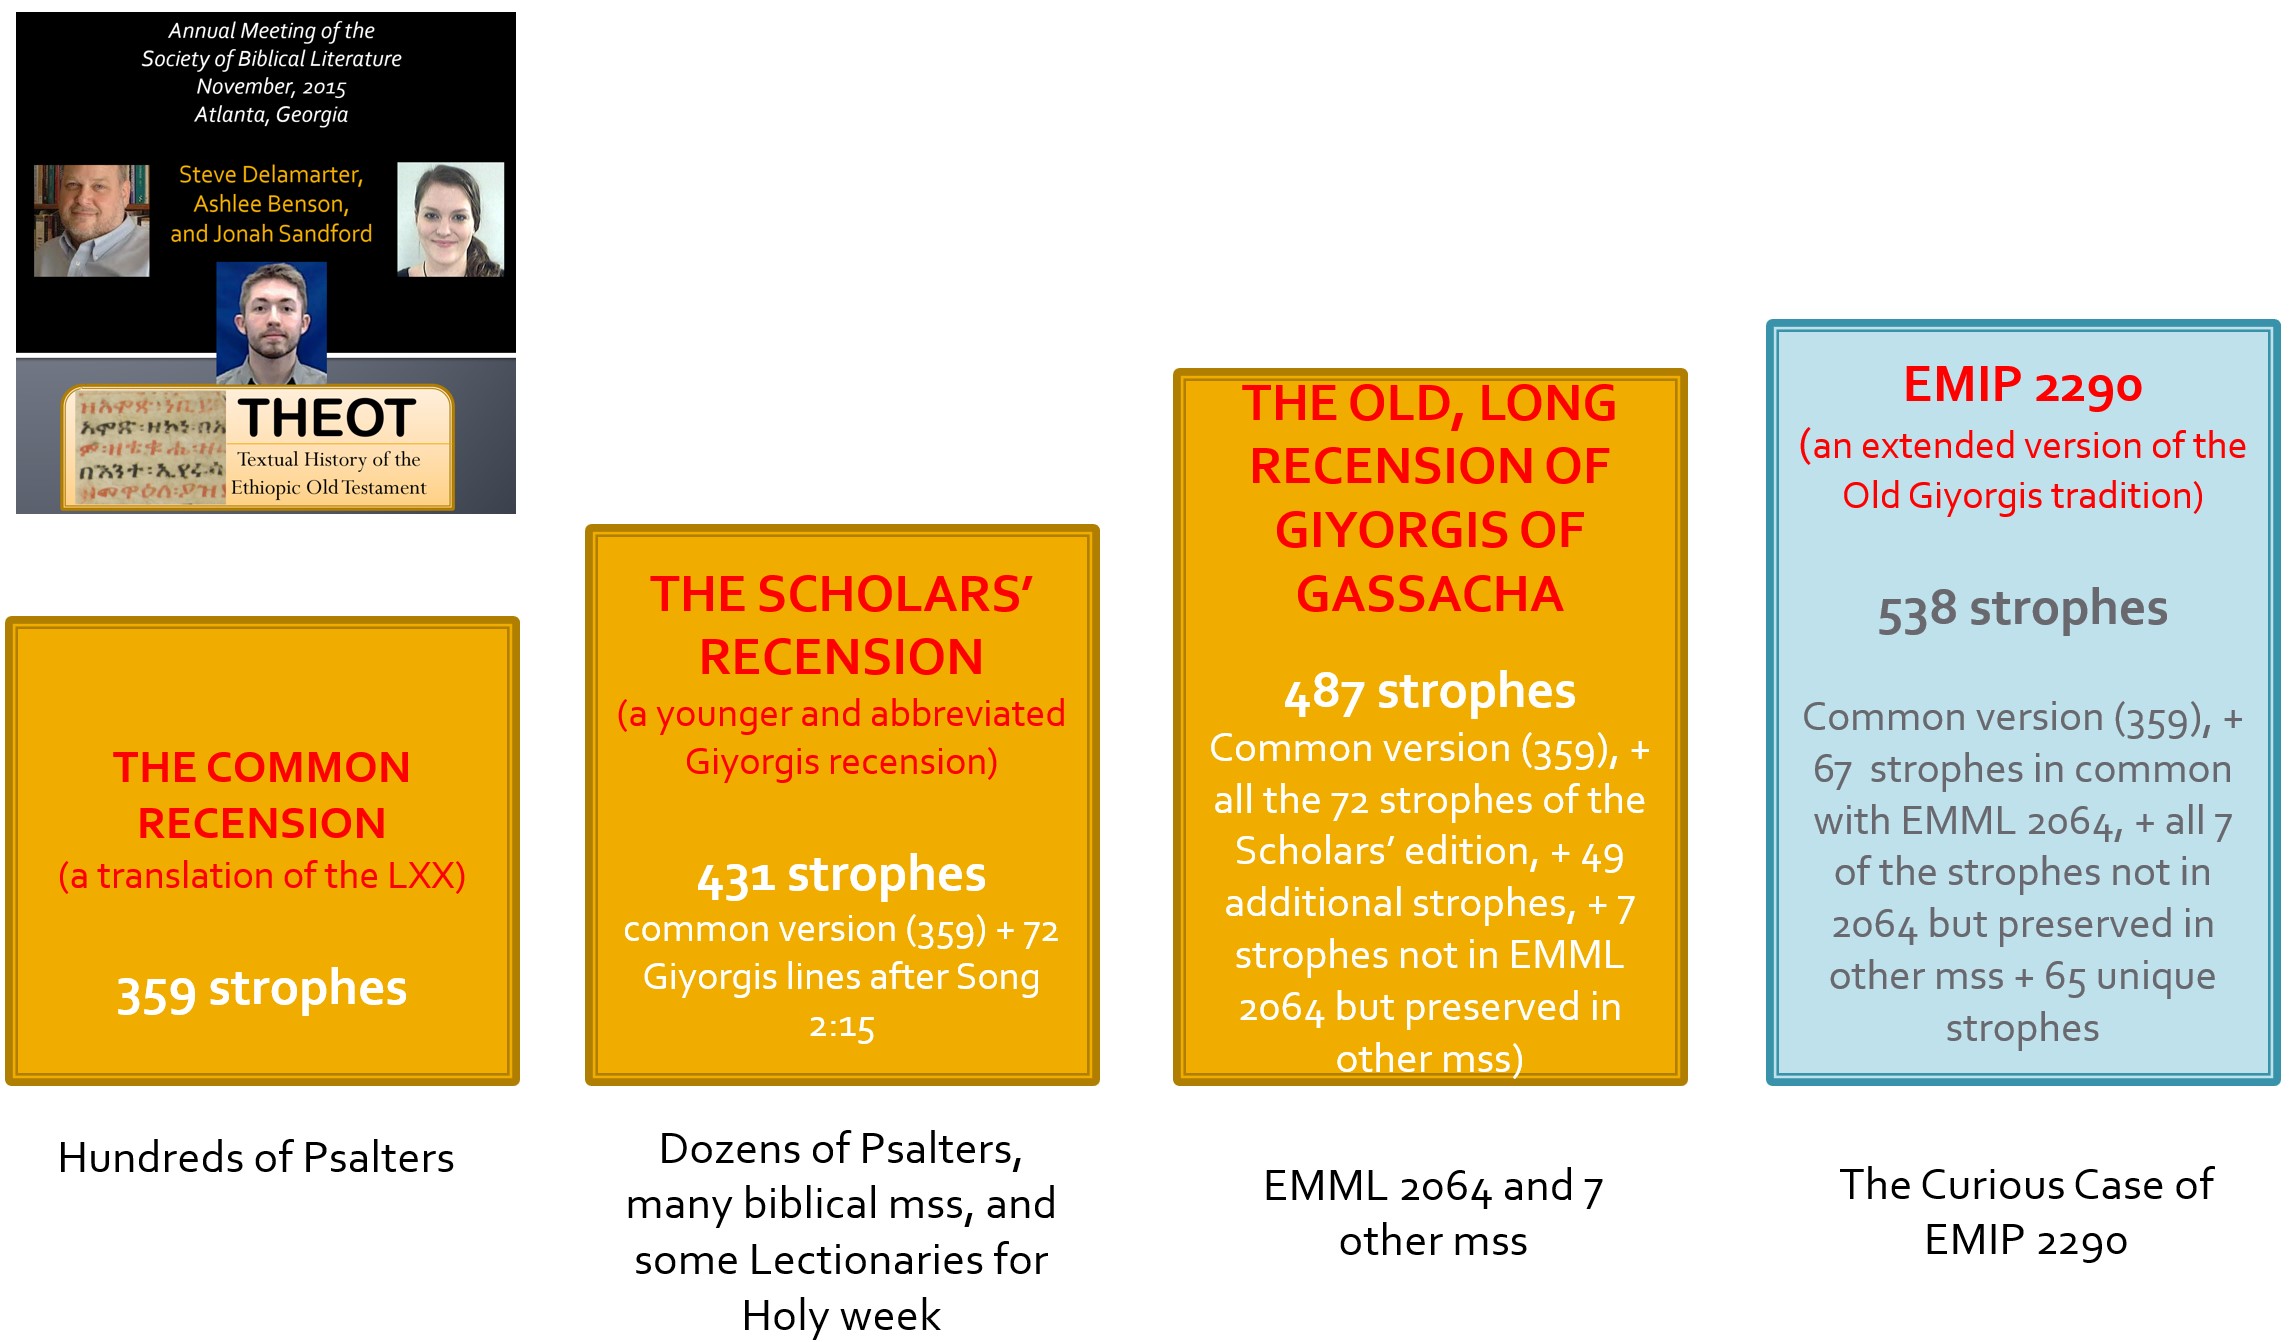 Annual Meeting of the
Society of Biblical Literature
November, 2015
Atlanta, Georgia
Steve Delamarter,
Ashlee Benson,
and Jonah Sandford
አሞጽ፡ዘኮነ፡በአ
በእንተ፡ኢየሩሳ
THEOT
Textual History of the
Ethiopic Old Testament
THE COMMON
RECENSION
(a translation of the LXX)
359 strophes
Hundreds of Psalters
THE SCHOLARS’
RECENSION
(a younger and abbreviated
Giyorgis recension)
431 strophes
common version (359) + 72
Giyorgis lines after Song
2:15
Dozens of Psalters,
many biblical mss, and
some Lectionaries for
Holy week
THE OLD, LONG
RECENSION OF
GIYORGIS OF
GASSACHA
487 strophes
Common version (359), +
all the 72 strophes of the
Scholars’ edition, + 49
additional strophes, + 7
strophes not in EMML
2064 but preserved in
other mss)
EMML 2064 and 7
other mss
EMIP 2290
(an extended version of the
Old Giyorgis tradition)
538 strophes
Common version (359), +
67 strophes in common
with EMML 2064, + all 7
of the strophes not in
2064 but preserved in
other mss + 65 unique
strophes
The Curious Case of
EMIP 2290